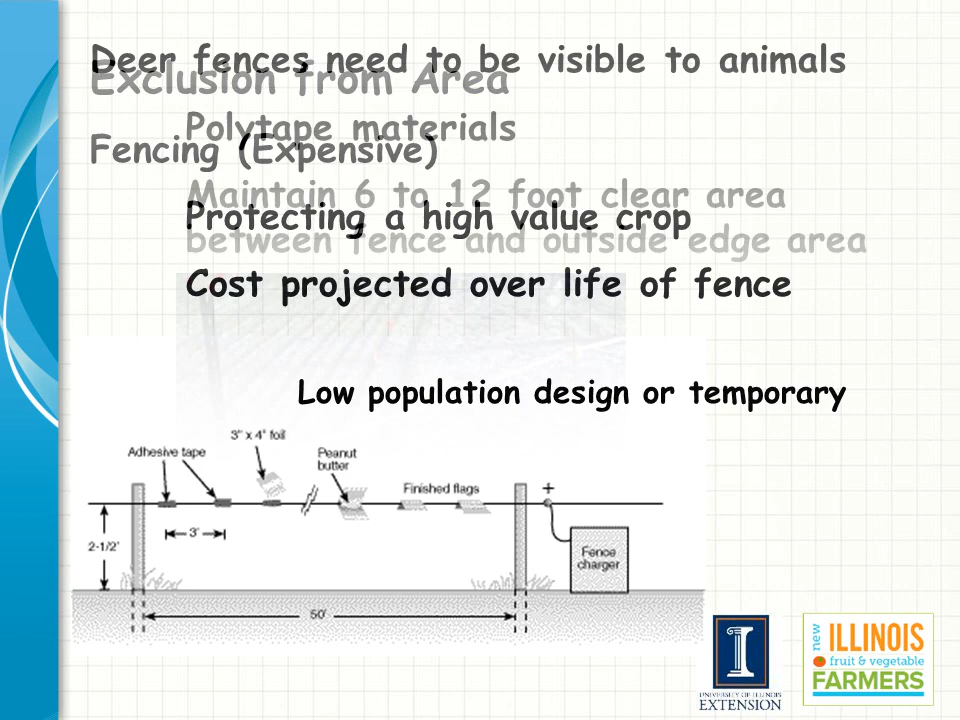 Deer fences need to be visible to animals
Exclusion from Area
Polytape materials
Fencing (Expensive)
Maintain 6 to 12 foot clear area
Protecting a high value crop
between fence and outside edge area
Cost projected over life of fence
Low population design or temporary
3" x 4" foil
Adhesive tape
Peanut
butter
Finished flags
+
3'
2-1/2'
Fence
charger
50'
I
UNIVERSITY OF ILLINOIS
EXTENSION
new
ILLINOIS
fruit & vegetable
FARMERS